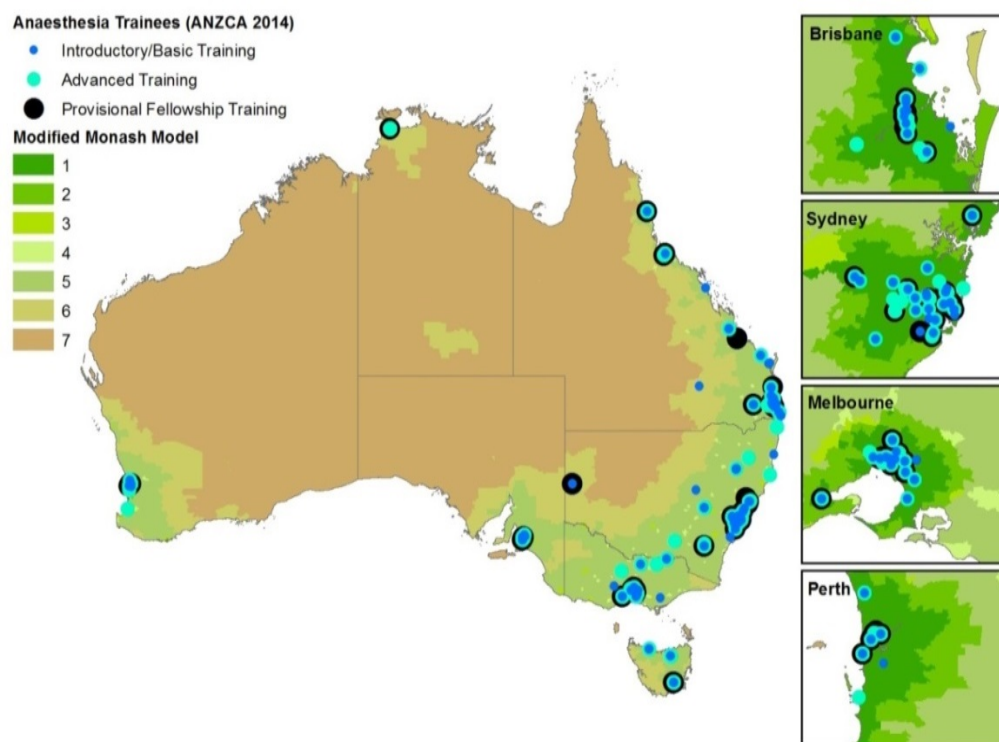 Anaesthesia Trainees (ANZCA 2014)
Introductory/Basic Training
Advanced Training
Provisional Fellowship Training
Modified Monash Model
1
2
3
4
5
6
7
Brisbane
Sydney
Melbourne
Perth